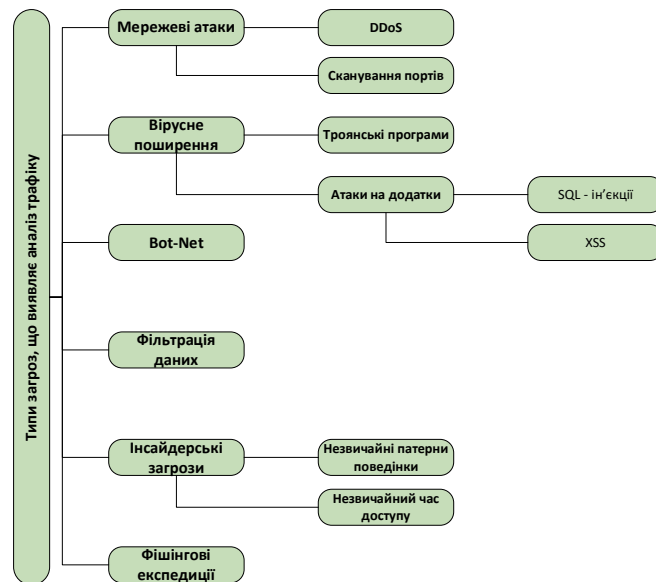 Типи загроз, що виявляє аналіз трафіку
Мережеві атаки
DDoS
Сканування портів
Вірусне
поширення
Троянські програми
Атаки на додатки
SQL - ін’єкції
XSS
Bot-Net
Фільтрація
даних
Інсайдерські
загрози
Незвичайні патерни
поведінки
Незвичайний час
доступу
Фішінгові
експедиції